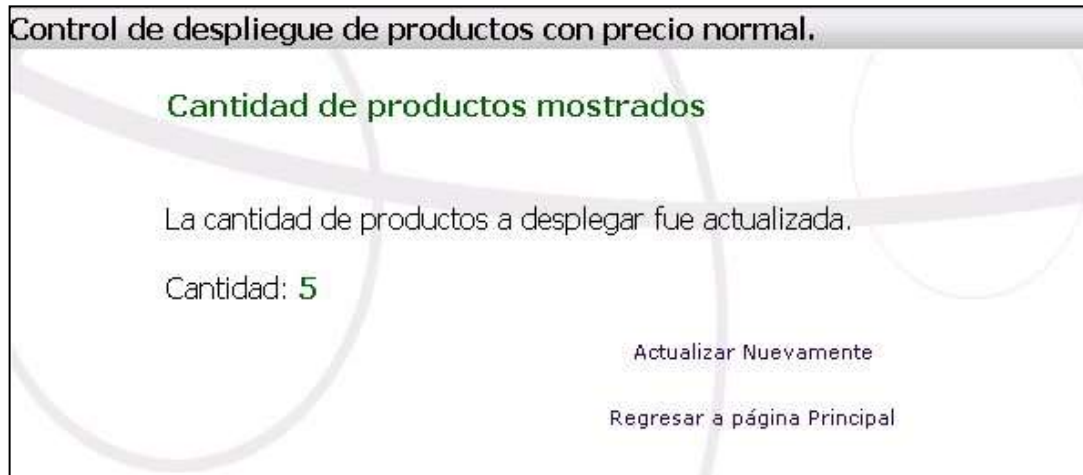 Control de despliegue de productos con precio normal.
Cantidad de productos mostrados
La cantidad de productos a desplegar fue actualizada.
Cantidad: 5
Actualizar Nuevamente
Regresar a página Principal